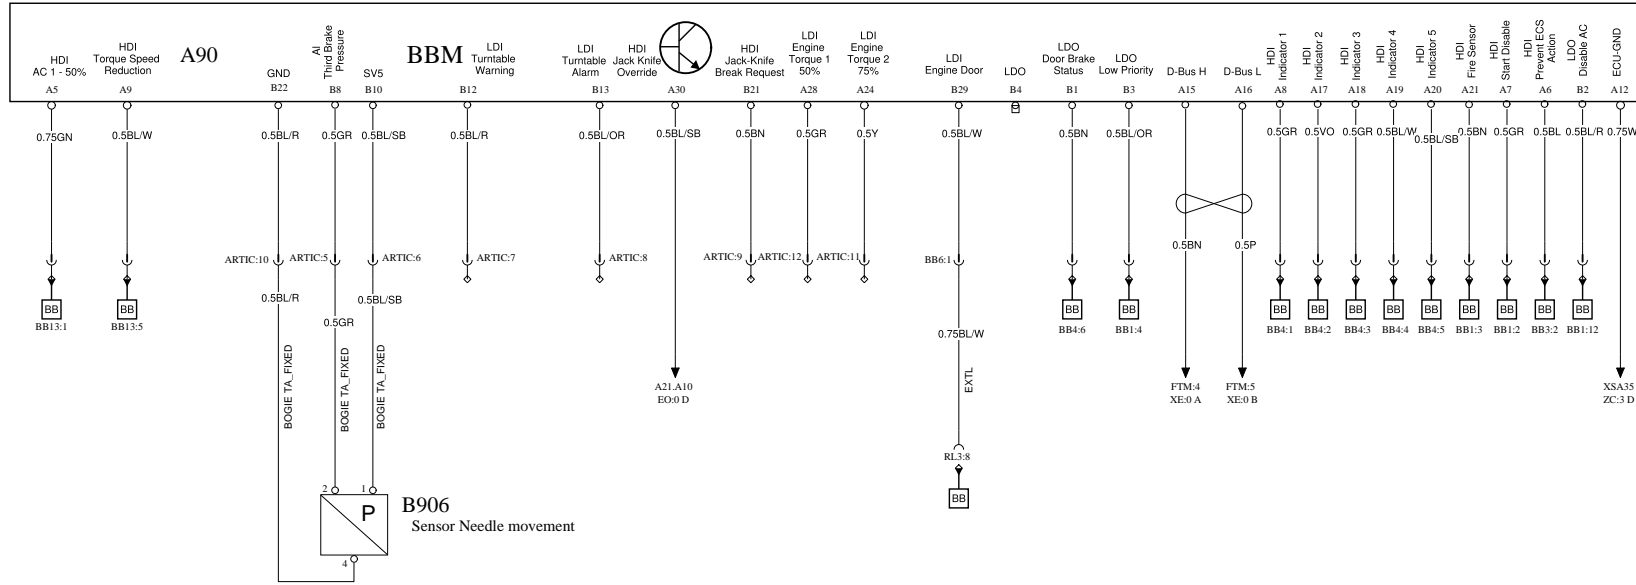 A90
BBM
HDI
AC 1 - 50%
A5
HDI
Torque Speed
Reduction
A9
GND
B22
AI
Third Brake
Pressure
B8
SV5
B10
LDI
Turntable
Warning
B12
LDI
Turntable
Alarm
B13
HDI
Jack Knife
Override
A30
HDI
Jack-Knife
Break Request
B21
LDI
Engine
Torque 1
50%
A28
LDI
Engine
Torque 2
75%
A24
LDI
Engine Door
B29
LDO
B4
LDO
Door Brake
Status
B1
LDO
Low Priority
B3
D-Bus H
A15
D-Bus L
A16
HDI
Indicator 1
A8
HDI
Indicator 2
A17
HDI
Indicator 3
A18
HDI
Indicator 4
A19
HDI
Indicator 5
A20
HDI
Fire Sensor
A21
HDI
Start Disable
A7
HDI
Prevent ECS
Action
A6
LDO
Disable AC
B2
ECU-GND
A12
0.75GN
0.5BL/W
0.5BL/R
0.5GR
0.5BL/SB
0.5BL/R
0.5BL/OR
0.5BL/SB
0.5BN
0.5GR
0.5Y
0.5BL/W
0.5BN
0.5BL/OR
0.5GR
0.5VO
0.5GR
0.5BL/W
0.5BL/SB
0.5BN
0.5GR
0.5BL
0.5BL/R
0.75W
0.5BN
0.5P
ARTIC:10
ARTIC:5
ARTIC:6
ARTIC:7
ARTIC:8
ARTIC:9
ARTIC:12
ARTIC:11
BB6:1
0.5BL/R
0.5GR
0.5BL/SB
0.75BL/W
BB
BB13:1
BB
BB13:5
BB
BB4:6
BB
BB1:4
BB
BB4:1
BB
BB4:2
BB
BB4:3
BB
BB4:4
BB
BB4:5
BB
BB1:3
BB
BB1:2
BB
BB3:2
BB
BB1:12
BOGIE TA_FIXED
BOGIE TA_FIXED
BOGIE TA_FIXED
EXTL
A21.A10
EO:0 D
FTM:4
XE:0 A
FTM:5
XE:0 B
XSA35
ZC:3 D
RL3:8
BB
2
1
P
4
B906
Sensor Needle movement